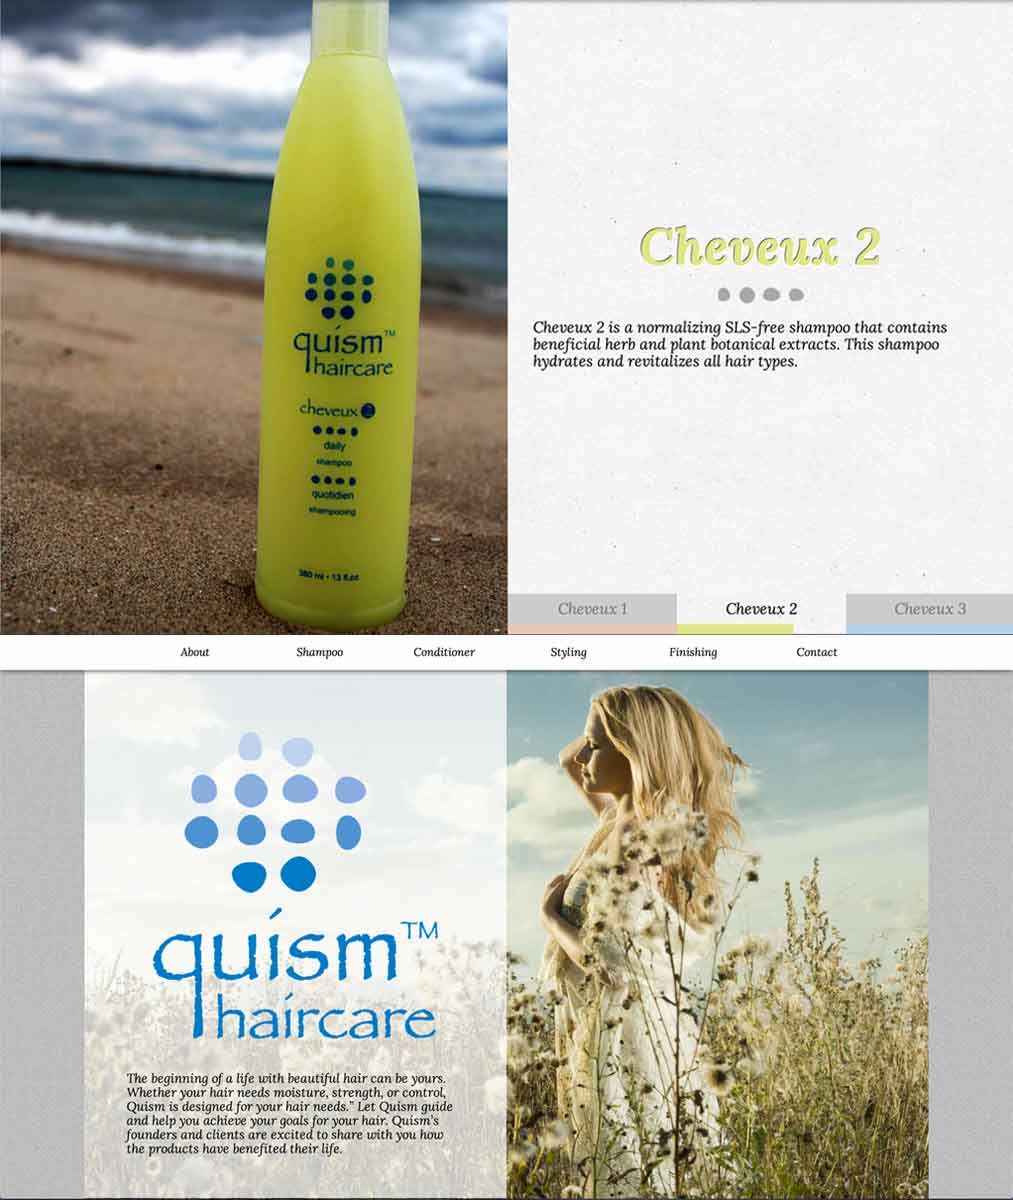 quism™
haircare
cheveux 2
daily
shampoo
quotidien
shampooing
380 ml • 13 fl.oz
Cheveux 2
Cheveux 2 is a normalizing SLS-free shampoo that contains
beneficial herb and plant botanical extracts. This shampoo
hydrates and revitalizes all hair types.
Cheveux 1
Cheveux 2
Cheveux 3
About
Shampoo
Conditioner
Styling
Finishing
Contact
quism™
haircare
The beginning of a life with beautiful hair can be yours.
Whether your hair needs moisture, strength, or control,
Quism is designed for your hair needs.” Let Quism guide
and help you achieve your goals for your hair. Quism’s
founders and clients are excited to share with you how
the products have benefited their life.